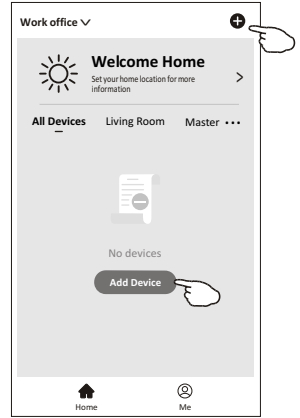 Work office
Welcome Home
Set your home location for more
information
All Devices Living Room Master
No devices
Add Device
Home Me